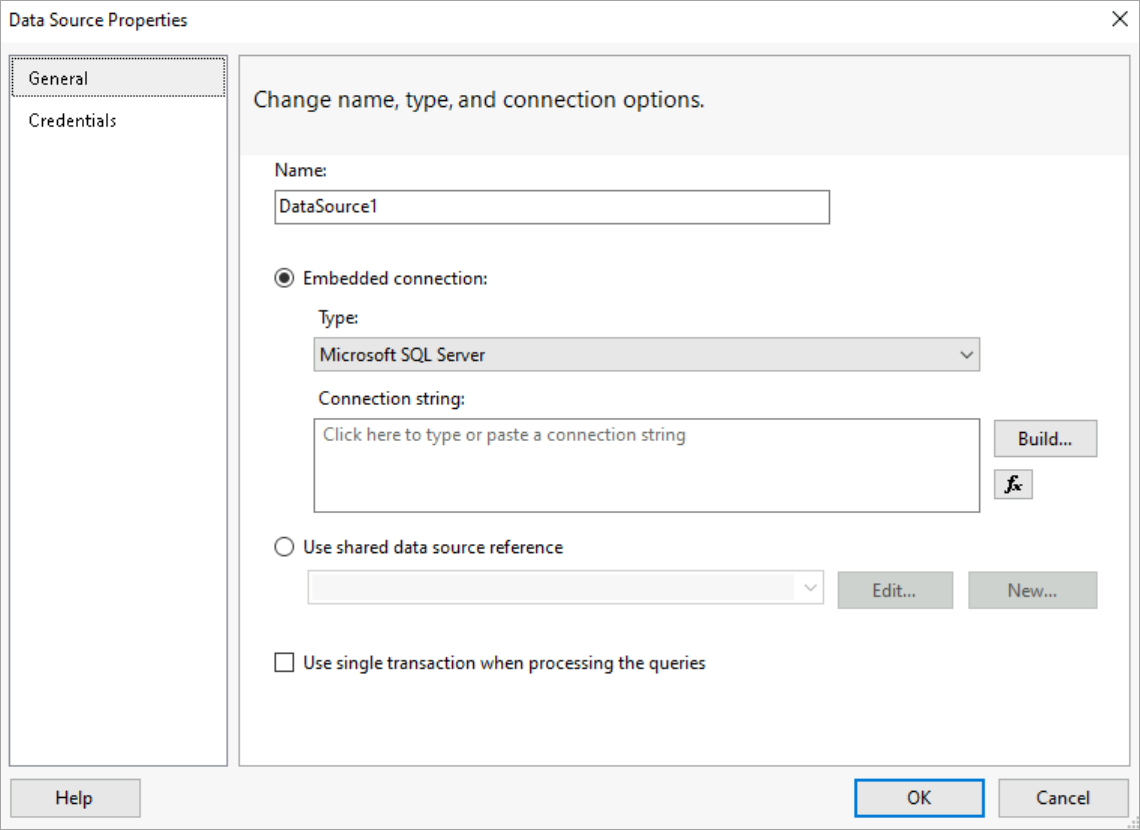 Data Source Properties
General
Credentials
Change name, type, and connection options.
Name:
DataSource1
Embedded connection:
Type:
Microsoft SQL Server
Connection string:
Click here to type or paste a connection string
Build...
fx
Use shared data source reference
Edit...
New...
Use single transaction when processing the queries
Help
OK
Cancel